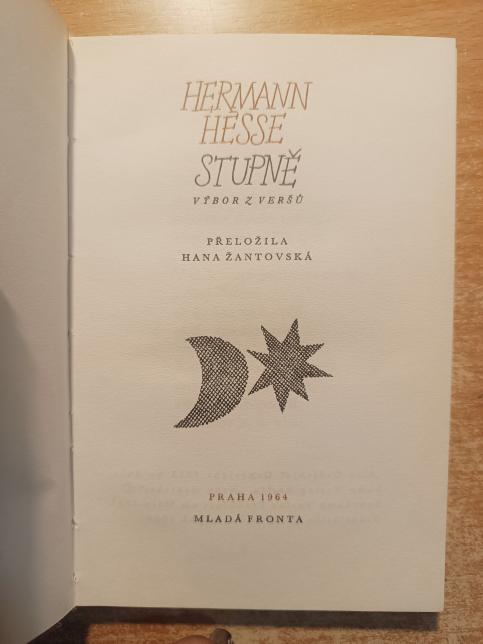 HERMANN
HESSE
STUPNĚ
VÝBOR Z VERŠŮ
PŘELOŽILA
HANA ŽANTOVSKÁ
PRAHA 1964
MLADÁ FRONTA